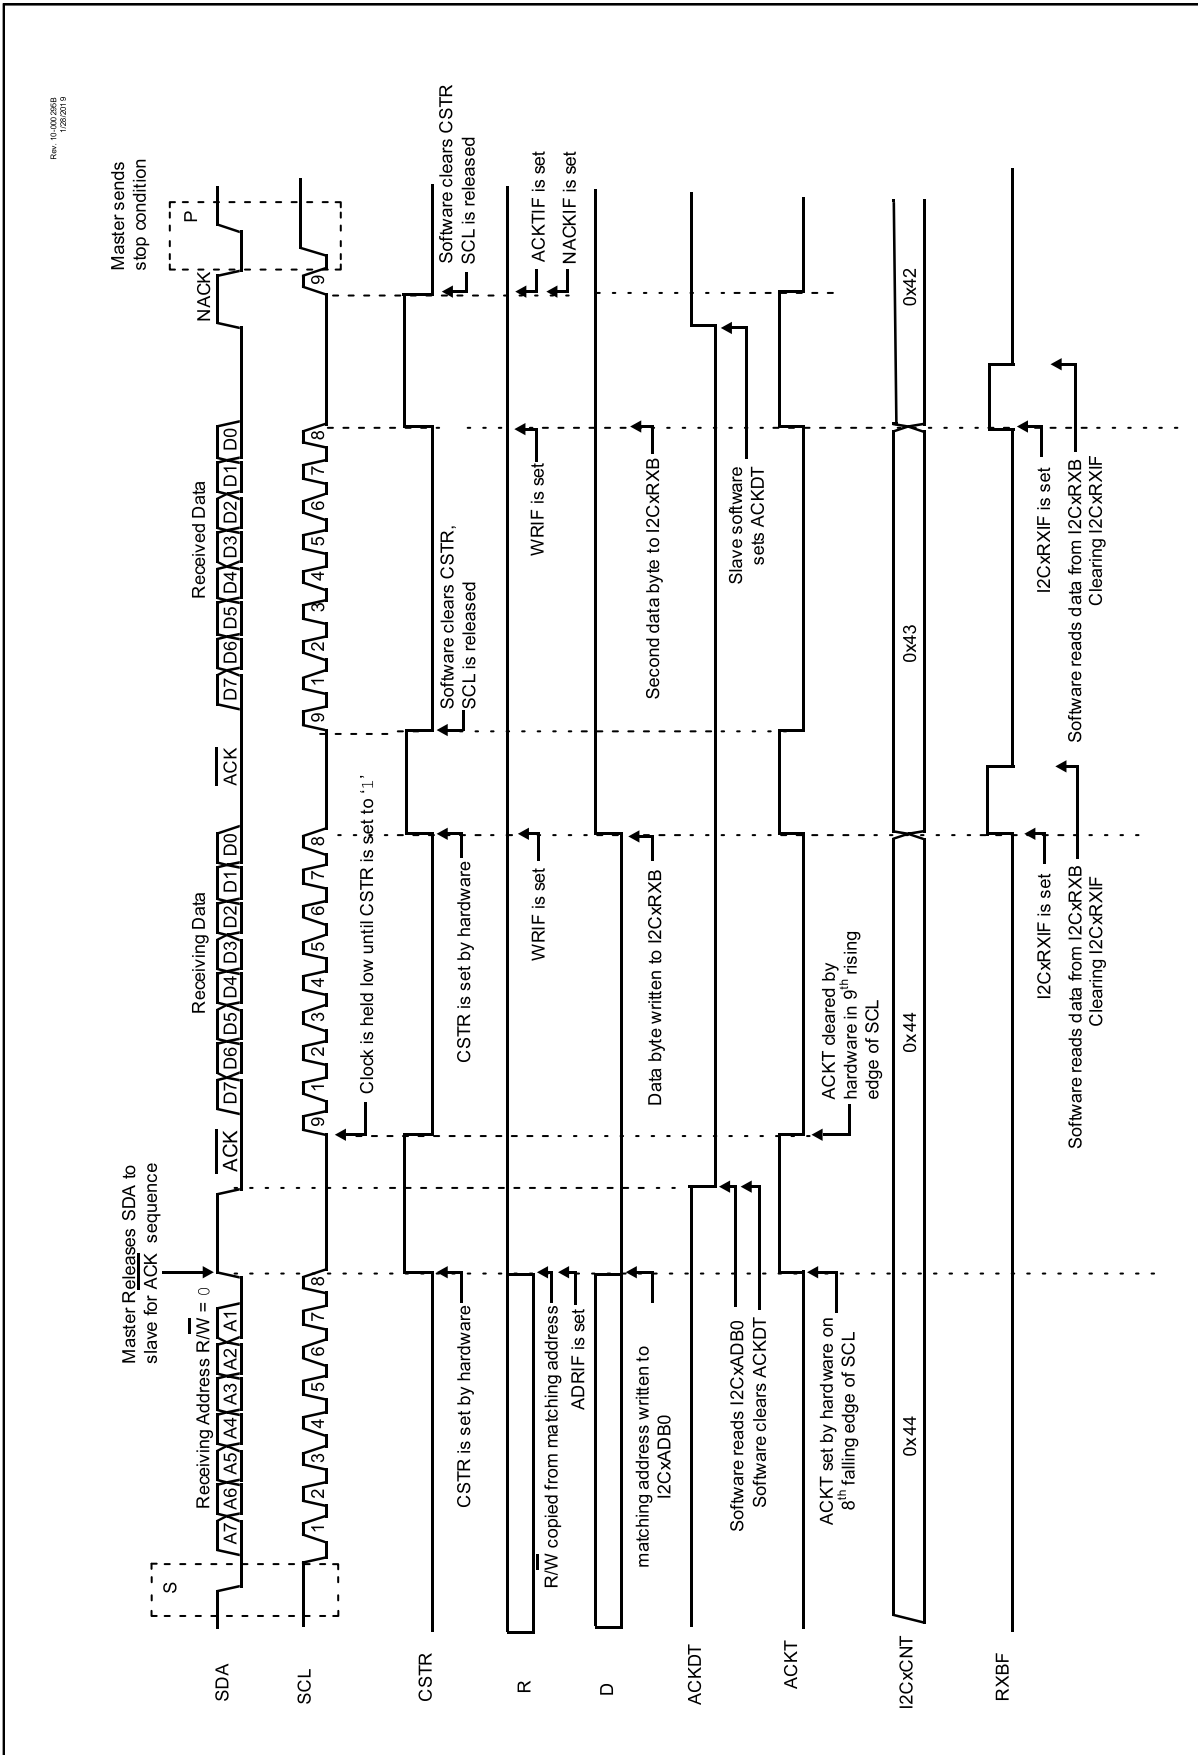 Rev. 10-000 296B
1/28/2019
Master Releases SDA to
slave for ACK sequence
Master sends
stop condition
S
Receiving Address R/W = 0
ACK
Receiving Data
ACK
Received Data
NACK
P
SDA
A7 A6 A5 A4 A3 A2 A1
D7 D6 D5 D4 D3 D2 D1 D0
D7 D6 D5 D4 D3 D2 D1 D0
SCL
1 2 3 4 5 6 7 8
9 1 2 3 4 5 6 7 8
9 1 2 3 4 5 6 7 8
9
Clock is held low until CSTR is set to ‘1’
CSTR
CSTR is set by hardware
CSTR is set by hardware
Software clears CSTR,
SCL is released
Software clears CSTR
SCL is released
R
R/W copied from matching address
ADRIF is set
WRIF is set
WRIF is set
ACKTIF is set
NACKIF is set
D
matching address written to
I2CxADB0
Data byte written to I2CxRXB
Second data byte to I2CxRXB
ACKDT
Software reads I2CxADB0
Software clears ACKDT
Slave software
sets ACKDT
ACKT
ACKT set by hardware on
8th falling edge of SCL
ACKT cleared by
hardware in 9th rising
edge of SCL
I2CxCNT
0x44
0x44
0x43
0x42
RXBF
I2CxRXIF is set
Software reads data from I2CxRXB
Clearing I2CxRXIF
I2CxRXIF is set
Software reads data from I2CxRXB
Clearing I2CxRXIF